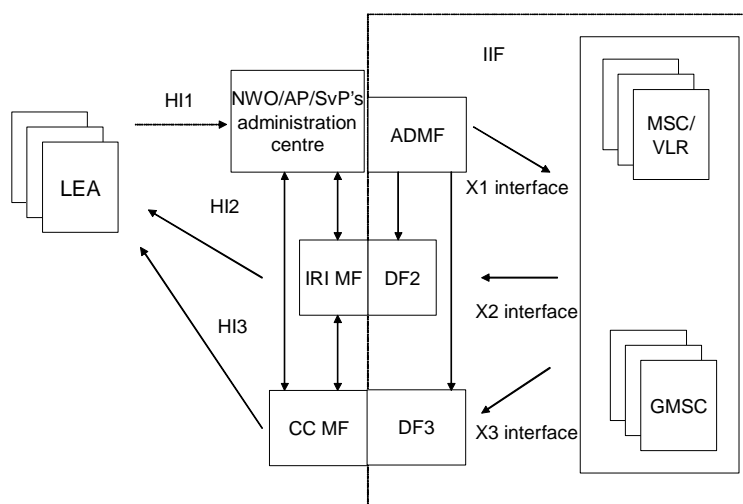 IIF
HI1
NWO/AP/SvP's
administration
centre
ADMF
MSC/
VLR
LEA
X1 interface
HI2
IRI MF
DF2
X2 interface
HI3
CC MF
DF3
X3 interface
GMSC